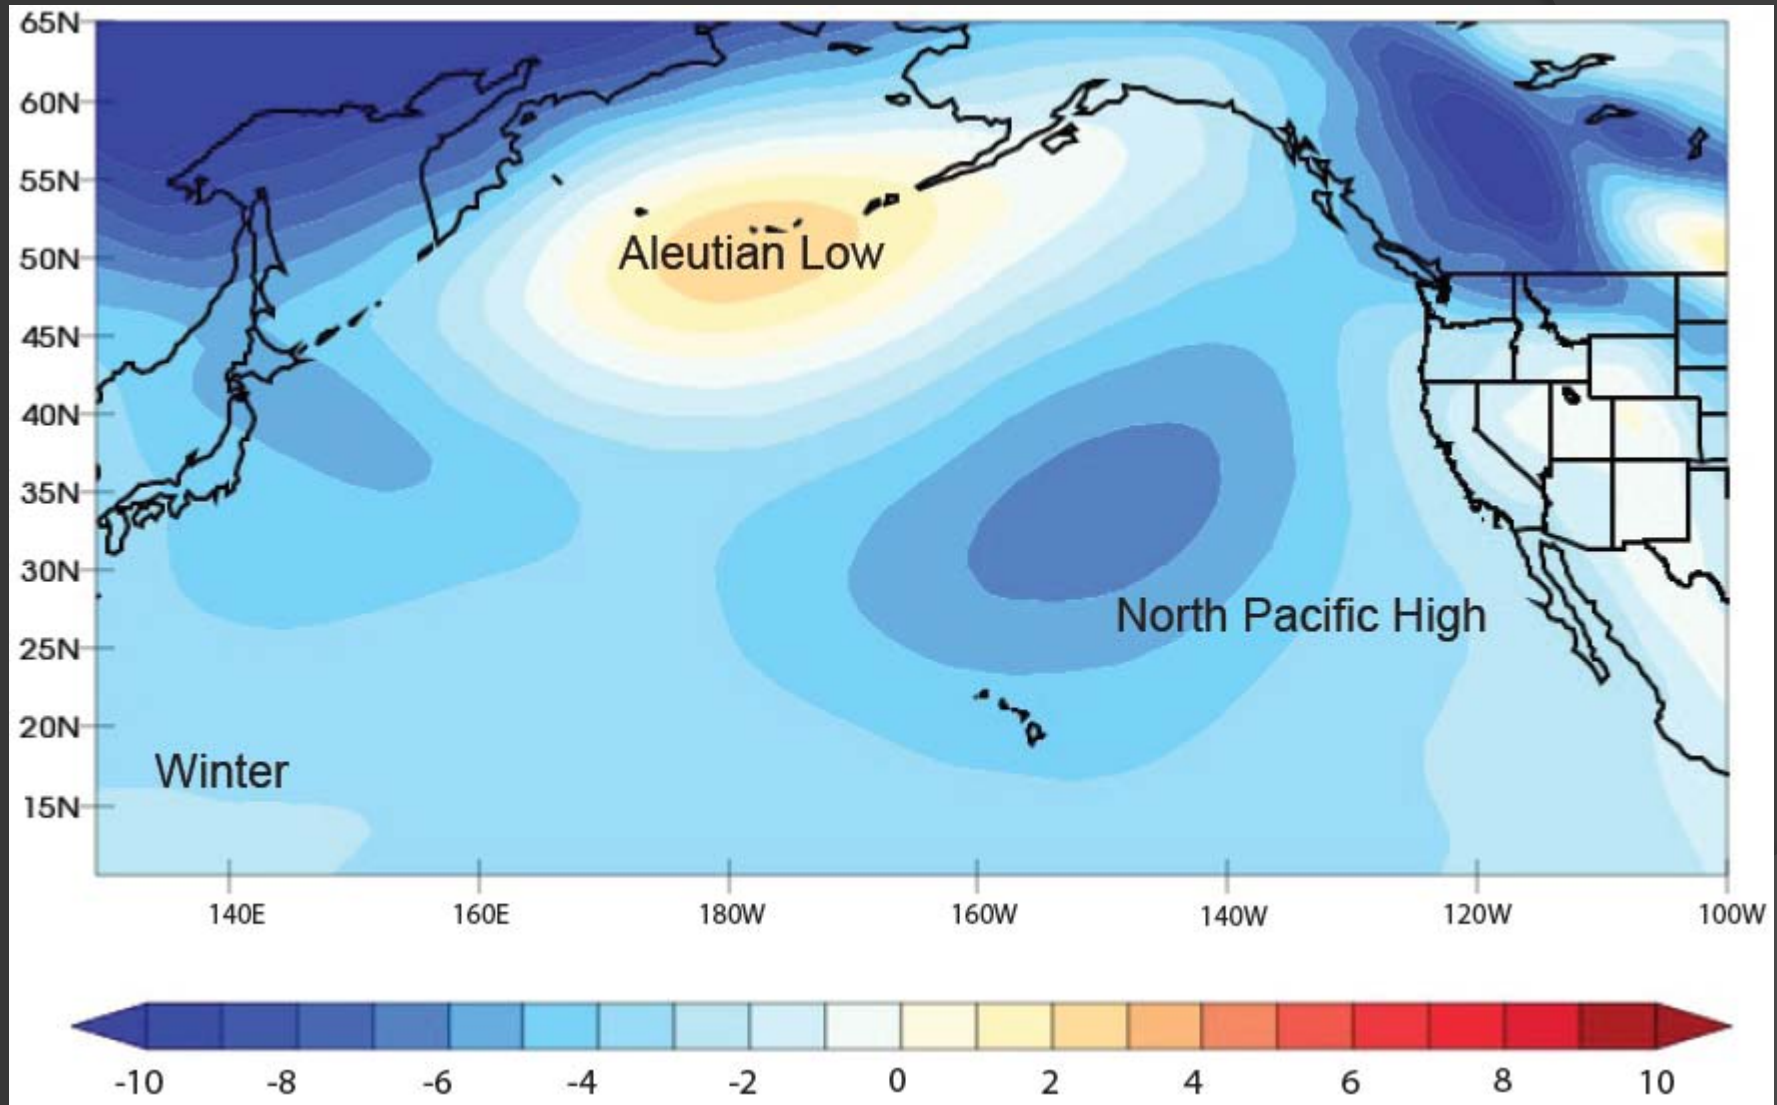 65N
60N
55N
50N
Aleutian Low
45N
40N
35N
30N
North Pacific High
25N
20N
Winter
15N
140E 160E 180W 160W 140W 120W 100W
-10 -8 -6 -4 -2 0 2 4 6 8 10